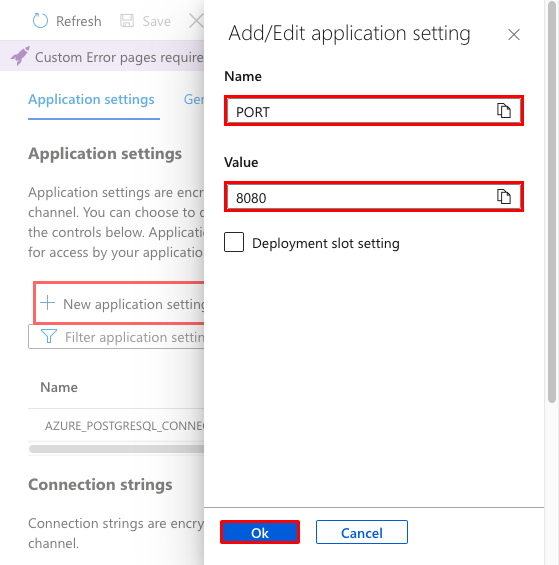 Refresh
Save
Custom Error pages require
Application settings
Application settings
Application settings are encr
channel. You can choose to
the controls below. Applicatio
for access by your application
New application setting
Filter application settin
Name
AZURE_POSTGRESQL_CONNEC
Connection strings
Connection strings are encry
channel.
Add/Edit application setting
Name
PORT
Value
8080
Deployment slot setting
Ok
Cancel